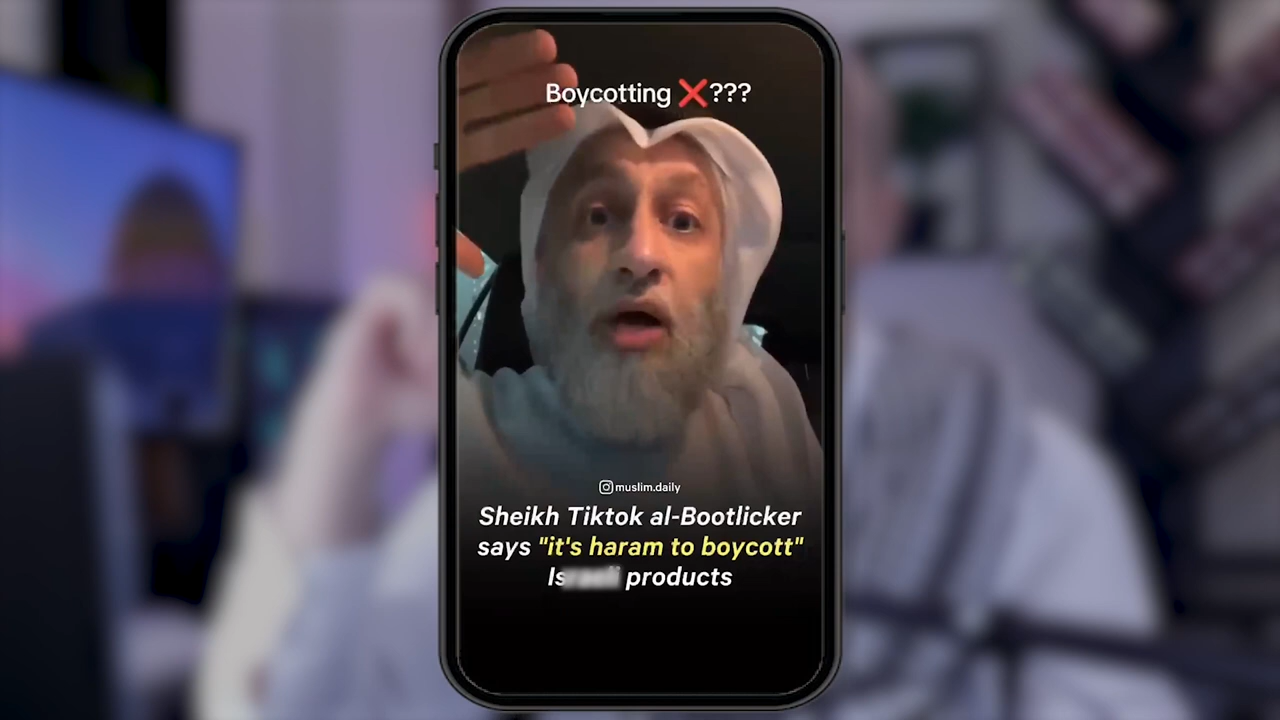 Boycotting ❌???
muslim.daily
Sheikh Tiktok al-Bootlicker
says "it's haram to boycott"
Is products